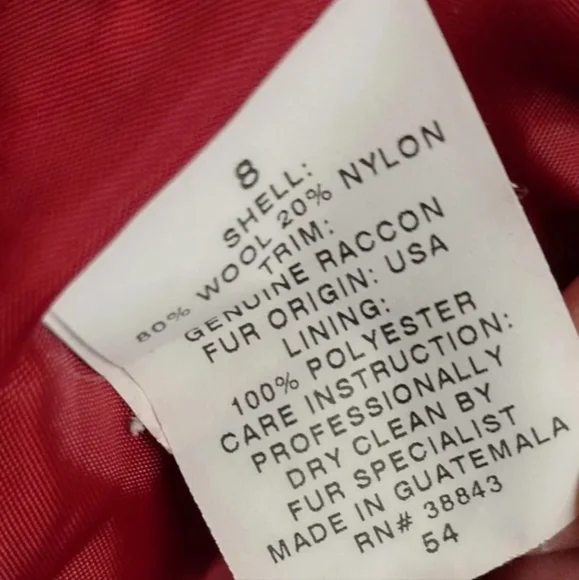 8
SHELL:
80% WOOL 20% NYLON
TRIM:
GENUINE RACCON
FUR ORIGIN: USA
LINING:
100% POLYESTER
CARE INSTRUCTION:
PROFESSIONALLY
DRY CLEAN BY
FUR SPECIALIST
MADE IN GUATEMALA
RN# 38843
54